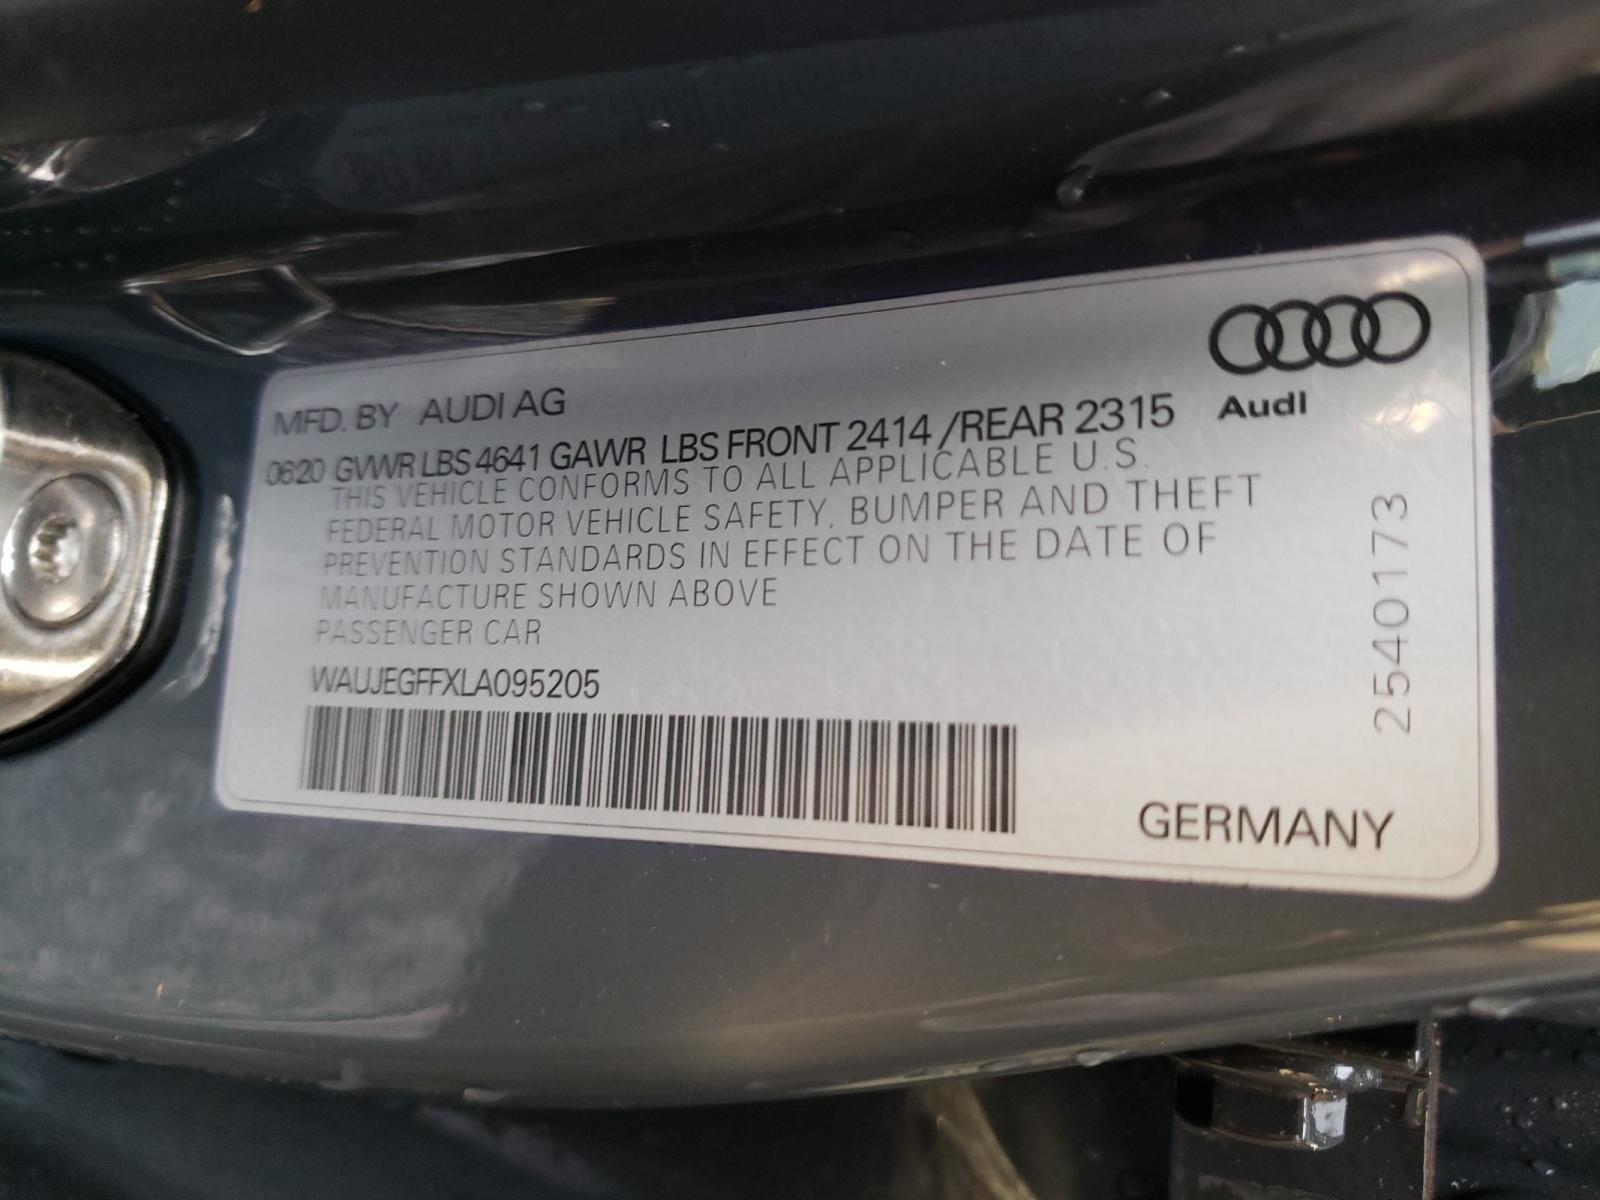 MFD. BY AUDI AG
0620 GVWR LBS 4641 GAWR LBS FRONT 2414 /REAR 2315
THIS VEHICLE CONFORMS TO ALL APPLICABLE U.S.
FEDERAL MOTOR VEHICLE SAFETY, BUMPER AND THEFT
PREVENTION STANDARDS IN EFFECT ON THE DATE OF
MANUFACTURE SHOWN ABOVE
PASSENGER CAR
WAUJEGFFXLA095205
Audi
2540173
GERMANY